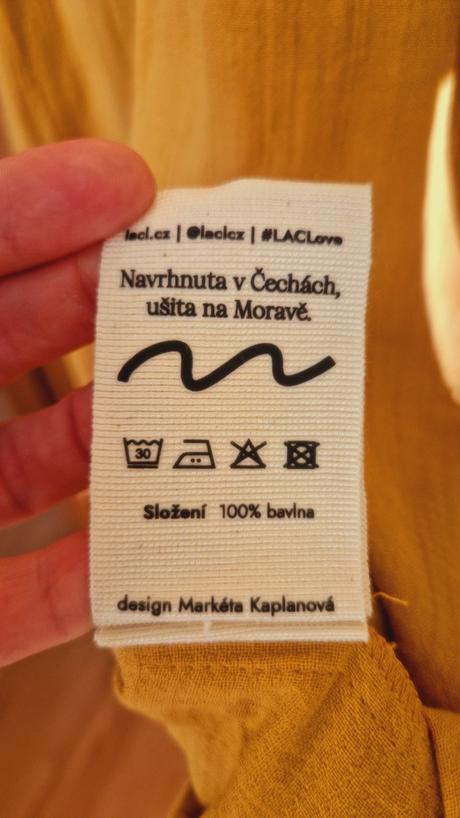 lacl.cz | @laclcz | #LACLove
Navrhnuta v Čechách,
ušita na Moravě.
30
Složení 100% bavlna
design Markéta Kaplanová